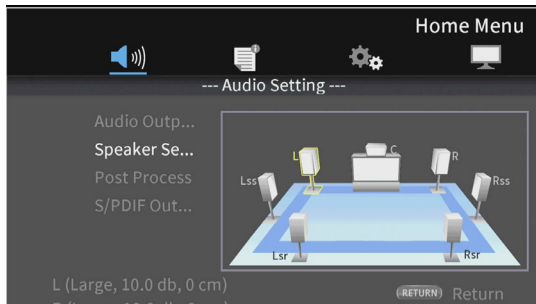 Home Menu
--- Audio Setting ---
Audio Outp...
Speaker Se...
Post Process
S/PDIF Out...
L
C
R
Lss
Rss
Lsr
Rsr
L (Large, 10.0 db, 0 cm)
RETURN Return